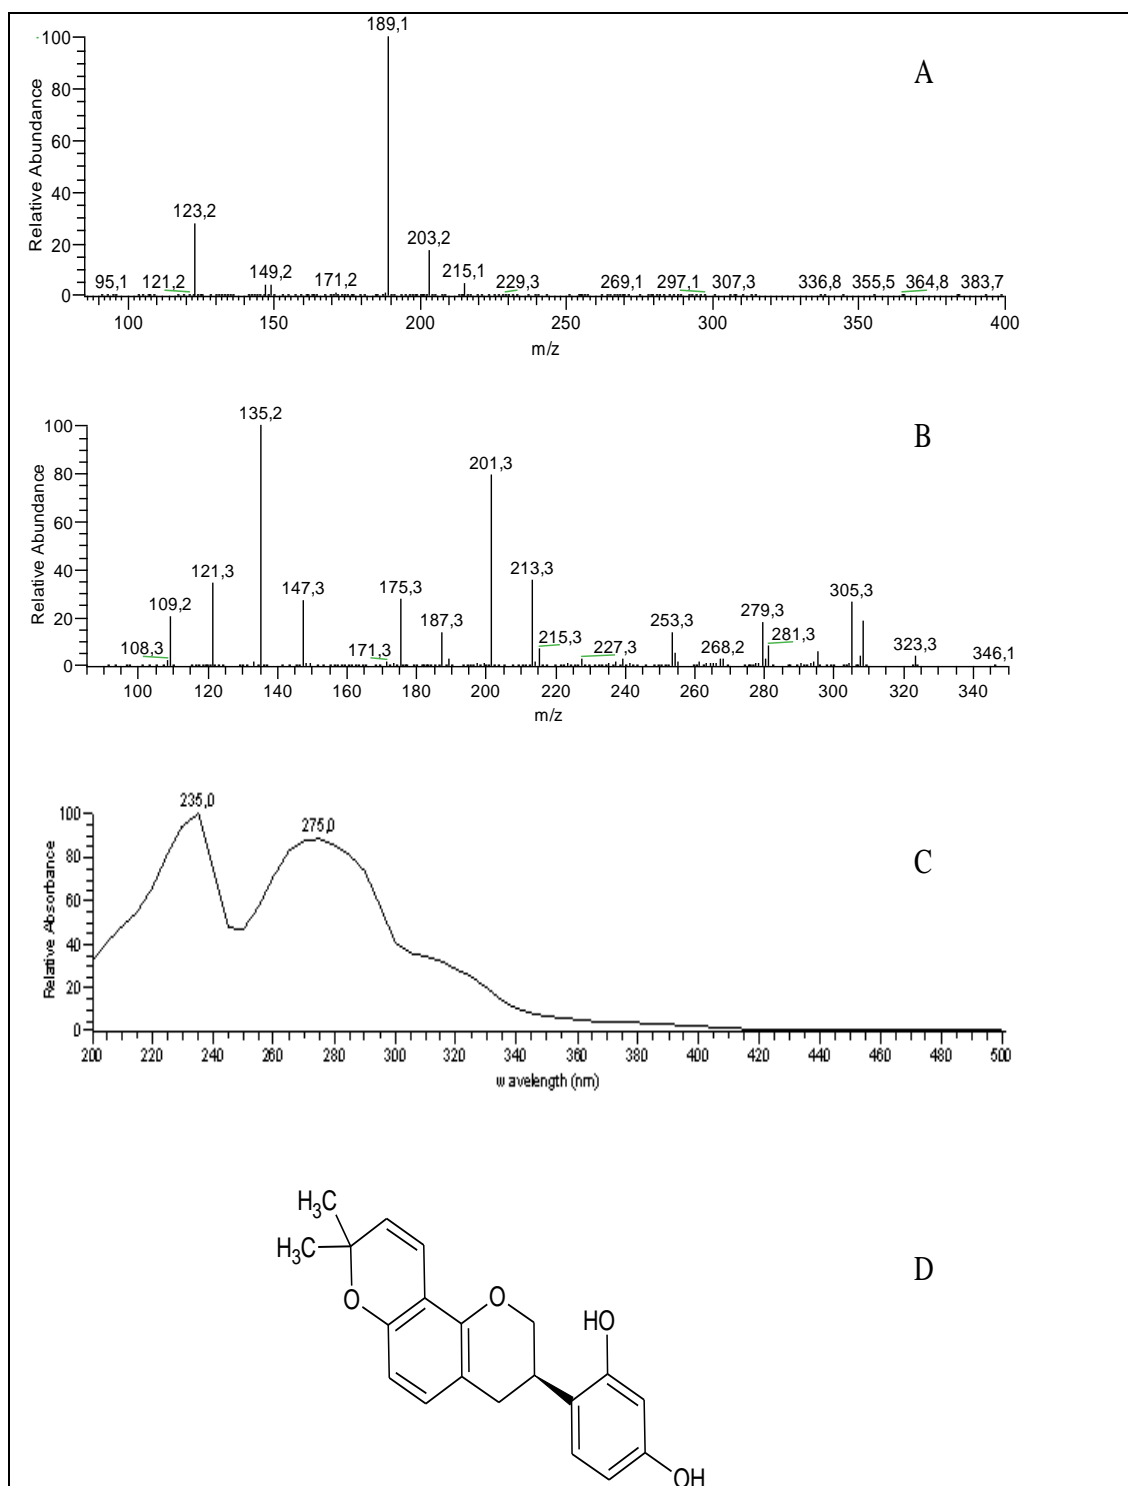 A
Relative Abundance
100
80
60
40
20
0
189,1
123,2
203,2
95,1
121,2
149,2
171,2
215,1
229,3
269,1
297,1
307,3
336,8
355,5
364,8
383,7
100 150 200 250 300 350 400
m/z
B
Relative Abundance
100
80
60
40
20
0
135,2
201,3
121,3
109,2
108,3
147,3
171,3
175,3
187,3
213,3
215,3
227,3
253,3
268,2
279,3
281,3
305,3
323,3
346,1
100 120 140 160 180 200 220 240 260 280 300 320 340
m/z
C
Relative Absorbance
100
80
60
40
20
0
235,0
275,0
200 220 240 260 280 300 320 340 360 380 400 420 440 460 480 500
wavelength (nm)
D
H3C
H3C
O
O
HO
OH